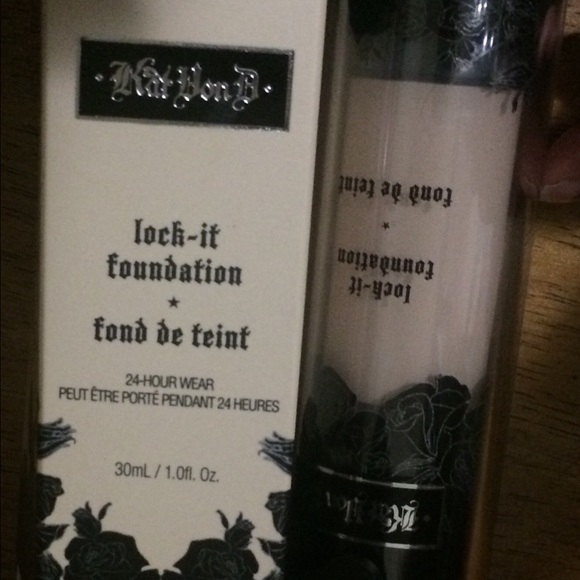 ·Kat Von D·
lock-it
foundation
★
fond de teint
24-HOUR WEAR
PEUT ÊTRE PORTÉ PENDANT 24 HEURES
30mL / 1.0fl. Oz.
lock-it
foundation
★
fond de teint